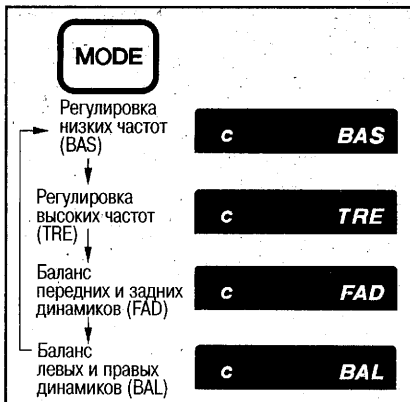 MODE
Регулировка
низких частот
(BAS)
c BAS
Регулировка
высоких частот
(TRE)
c TRE
Баланс
передних и задних
динамиков (FAD)
c FAD
Баланс
левых и правых
динамиков (BAL)
c BAL